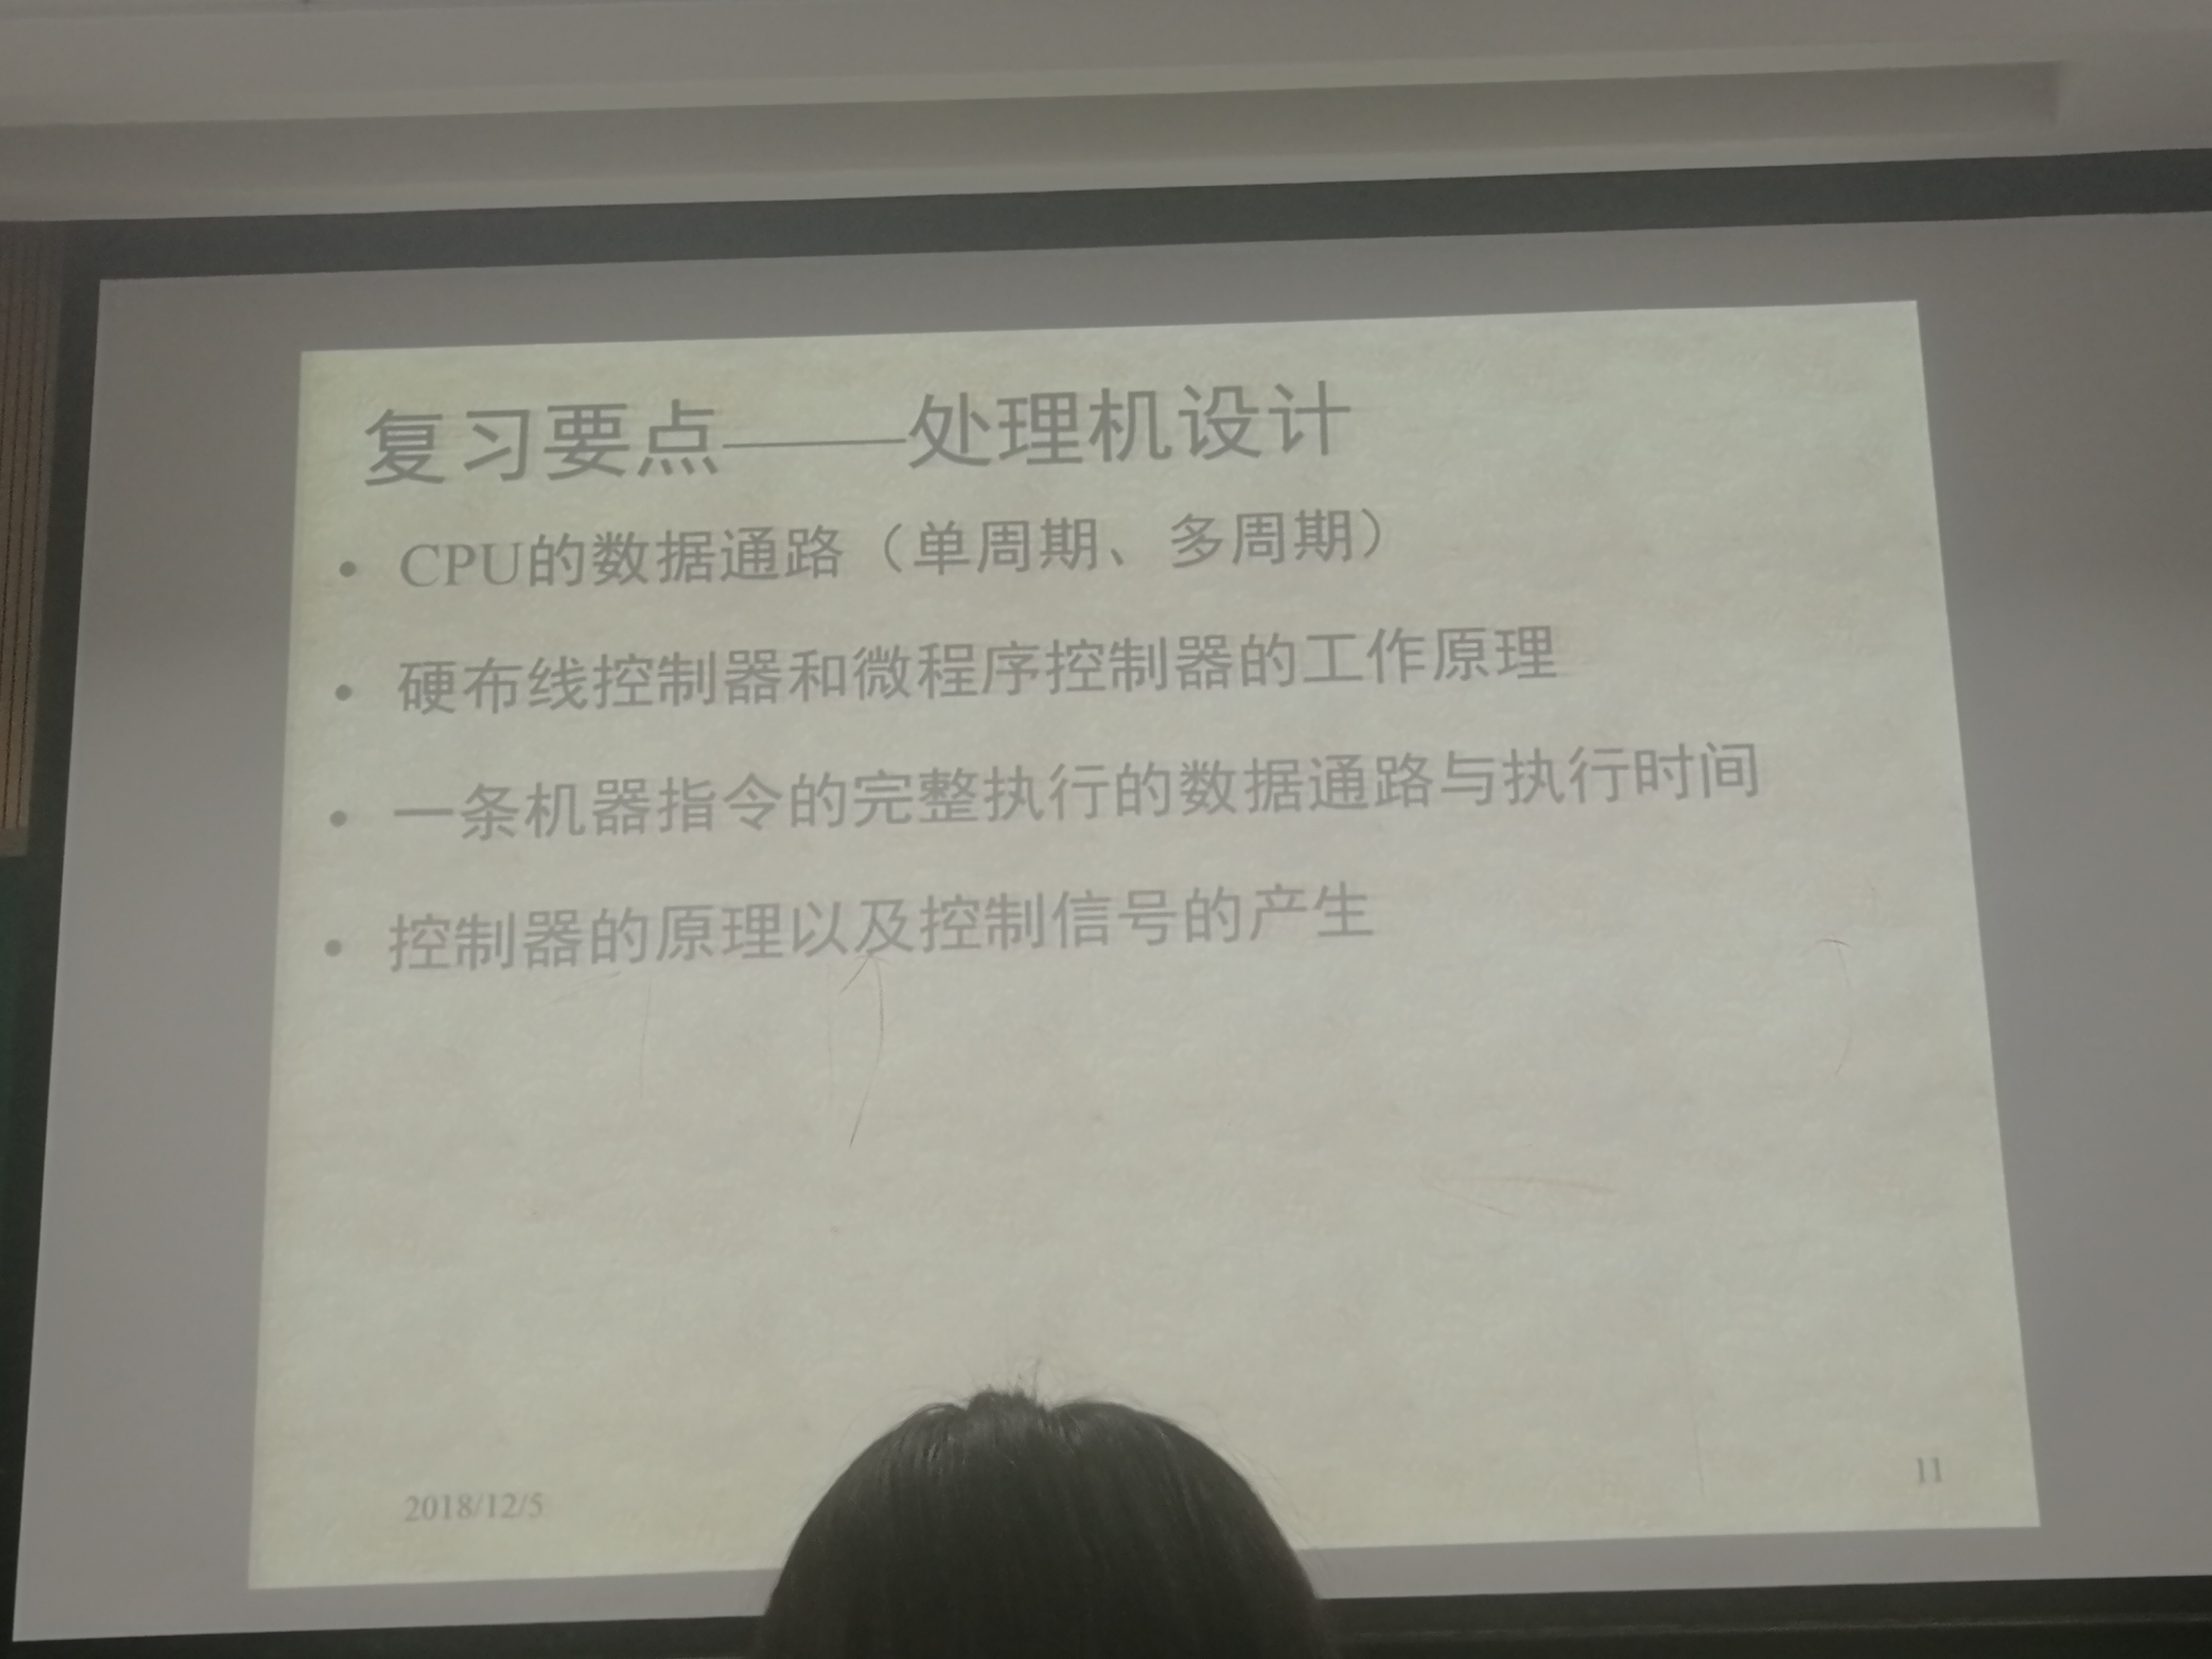 复习要点——处理机设计
• CPU的数据通路（单周期、多周期）
• 硬布线控制器和微程序控制器的工作原理
• 一条机器指令的完整执行的数据通路与执行时间
• 控制器的原理以及控制信号的产生
2018/12/5
11